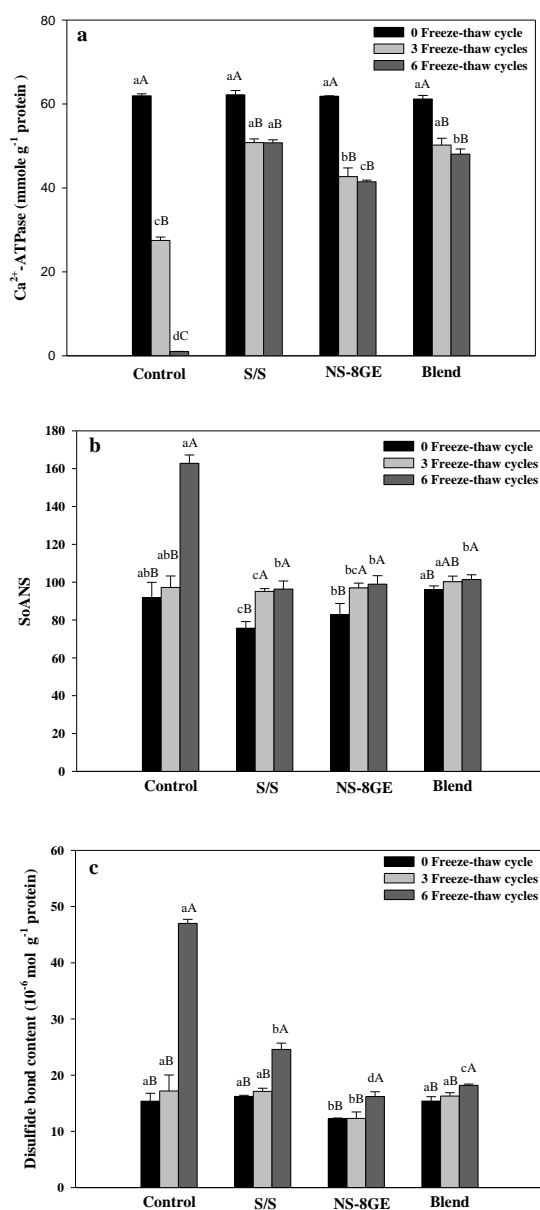 a
0 Freeze-thaw cycle
3 Freeze-thaw cycles
6 Freeze-thaw cycles
Ca²⁺-ATPase (mmole g⁻¹ protein)
80
60
40
20
0
aA cB dC
aA aB aB
aA bB cB
aA aB bB
Control S/S NS-8GE Blend
b
0 Freeze-thaw cycle
3 Freeze-thaw cycles
6 Freeze-thaw cycles
SoANS
180
160
140
120
100
80
60
40
20
0
abB abB aA
cB cA bA
bB bcA bA
aB aAB bA
Control S/S NS-8GE Blend
c
0 Freeze-thaw cycle
3 Freeze-thaw cycles
6 Freeze-thaw cycles
Disulfide bond content (10⁻⁶ mol g⁻¹ protein)
60
50
40
30
20
10
0
aB aB aA
aB aB bA
bB bB dA
aB aB cA
Control S/S NS-8GE Blend